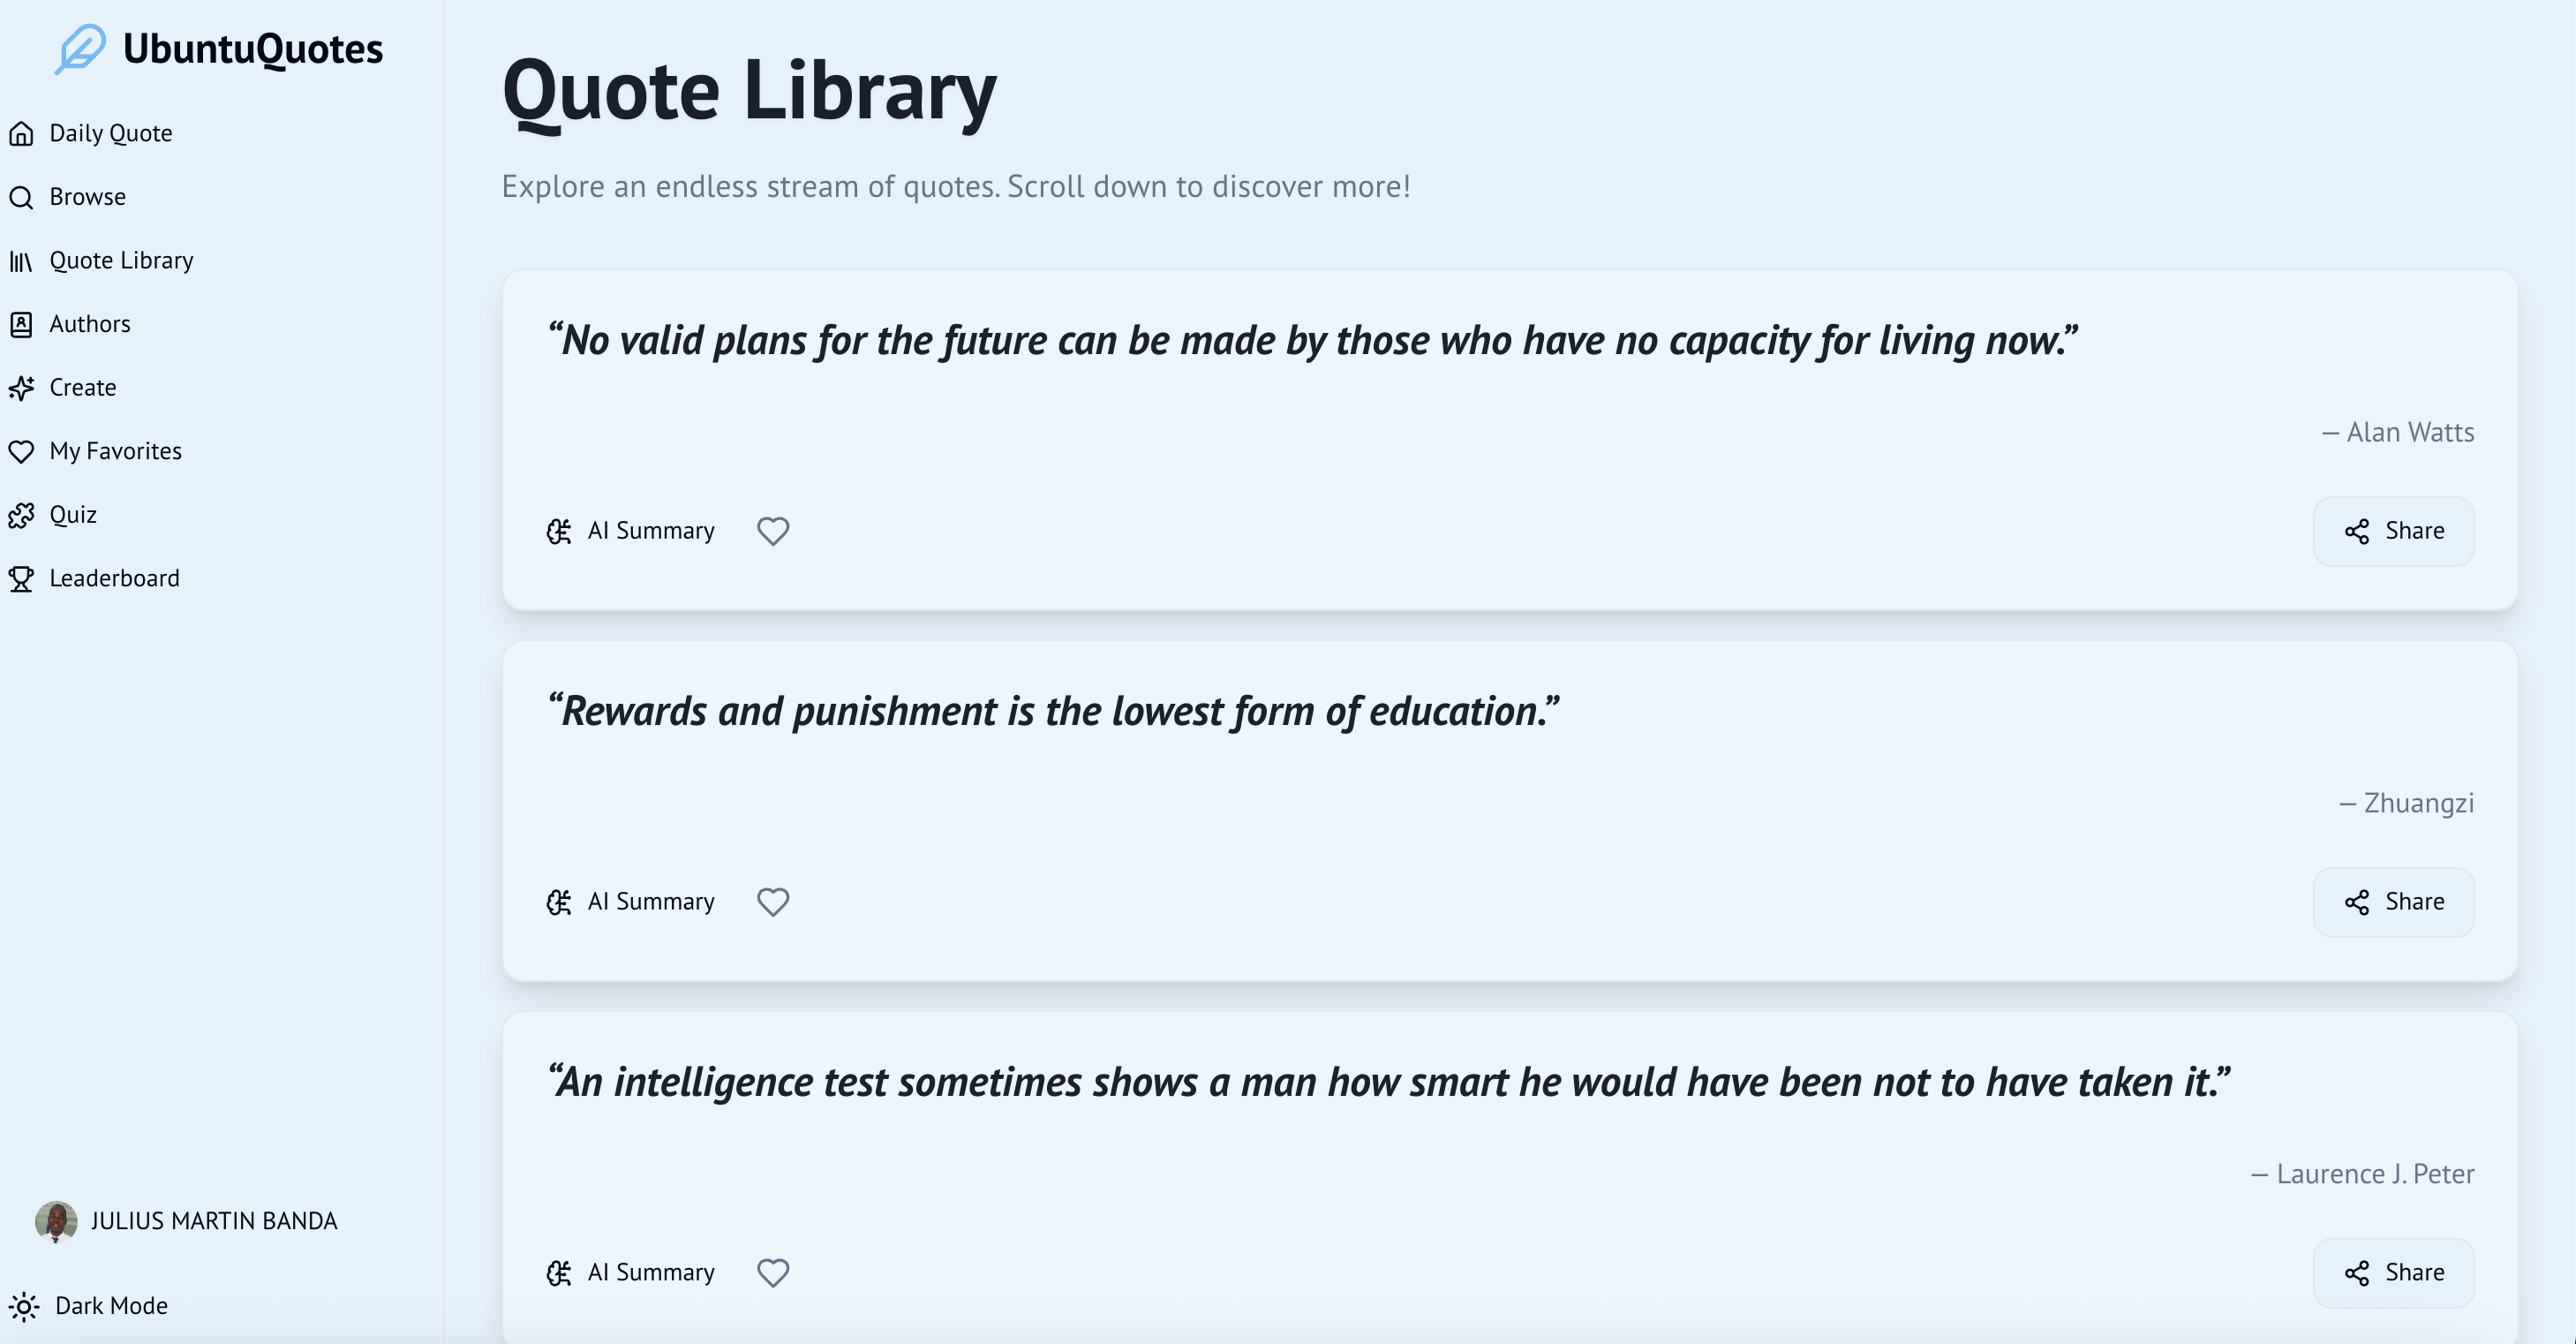 UbuntuQuotes
Daily Quote
Browse
Quote Library
Authors
Create
My Favorites
Quiz
Leaderboard
JULIUS MARTIN BANDA
Dark Mode
Quote Library
Explore an endless stream of quotes. Scroll down to discover more!
“No valid plans for the future can be made by those who have no capacity for living now.”
— Alan Watts
AI Summary
Share
“Rewards and punishment is the lowest form of education.”
— Zhuangzi
AI Summary
Share
“An intelligence test sometimes shows a man how smart he would have been not to have taken it.”
— Laurence J. Peter
AI Summary
Share